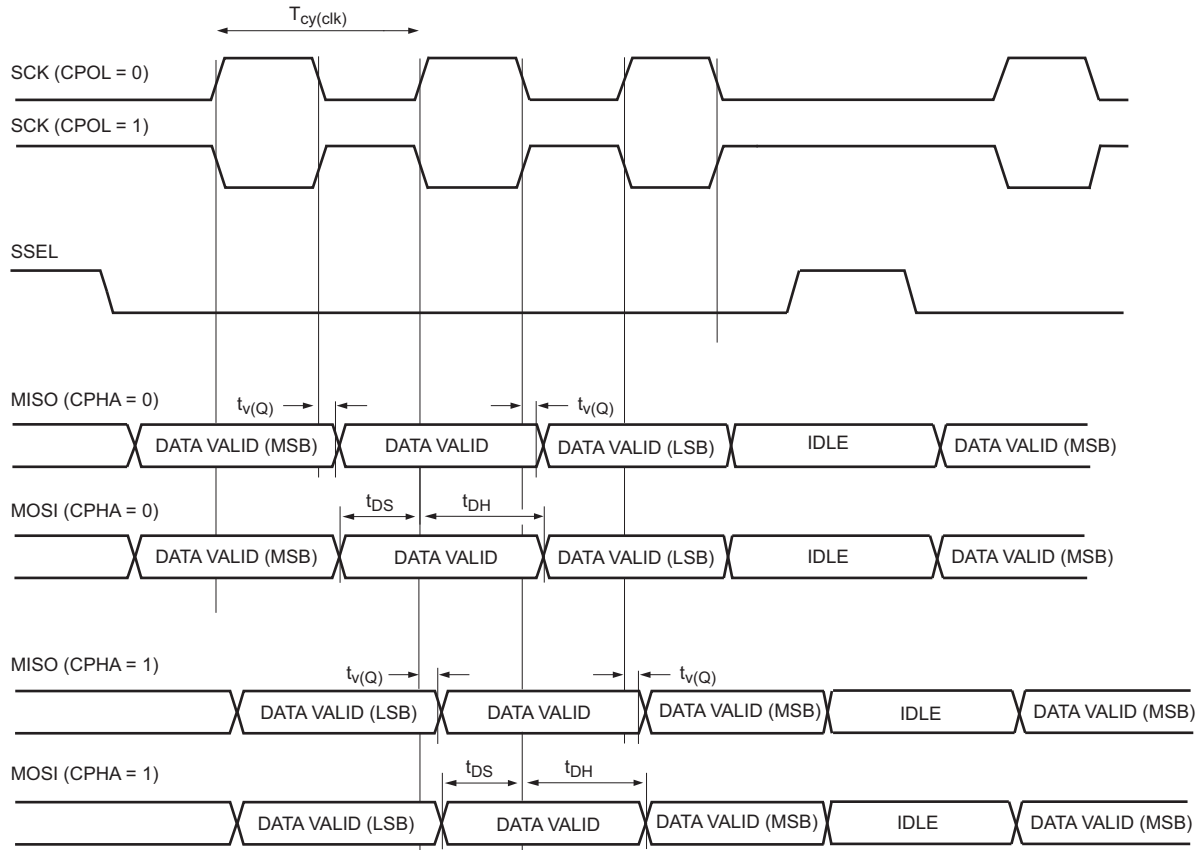 Tcy(clk)
SCK (CPOL = 0)
SCK (CPOL = 1)
SSEL
MISO (CPHA = 0)
tv(Q) tv(Q)
DATA VALID (MSB) DATA VALID DATA VALID (LSB) IDLE DATA VALID (MSB)
tDS tDH
MOSI (CPHA = 0)
DATA VALID (MSB) DATA VALID DATA VALID (LSB) IDLE DATA VALID (MSB)
MISO (CPHA = 1)
tv(Q) tv(Q)
DATA VALID (LSB) DATA VALID DATA VALID (MSB) IDLE DATA VALID (MSB)
tDS tDH
MOSI (CPHA = 1)
DATA VALID (LSB) DATA VALID DATA VALID (MSB) IDLE DATA VALID (MSB)